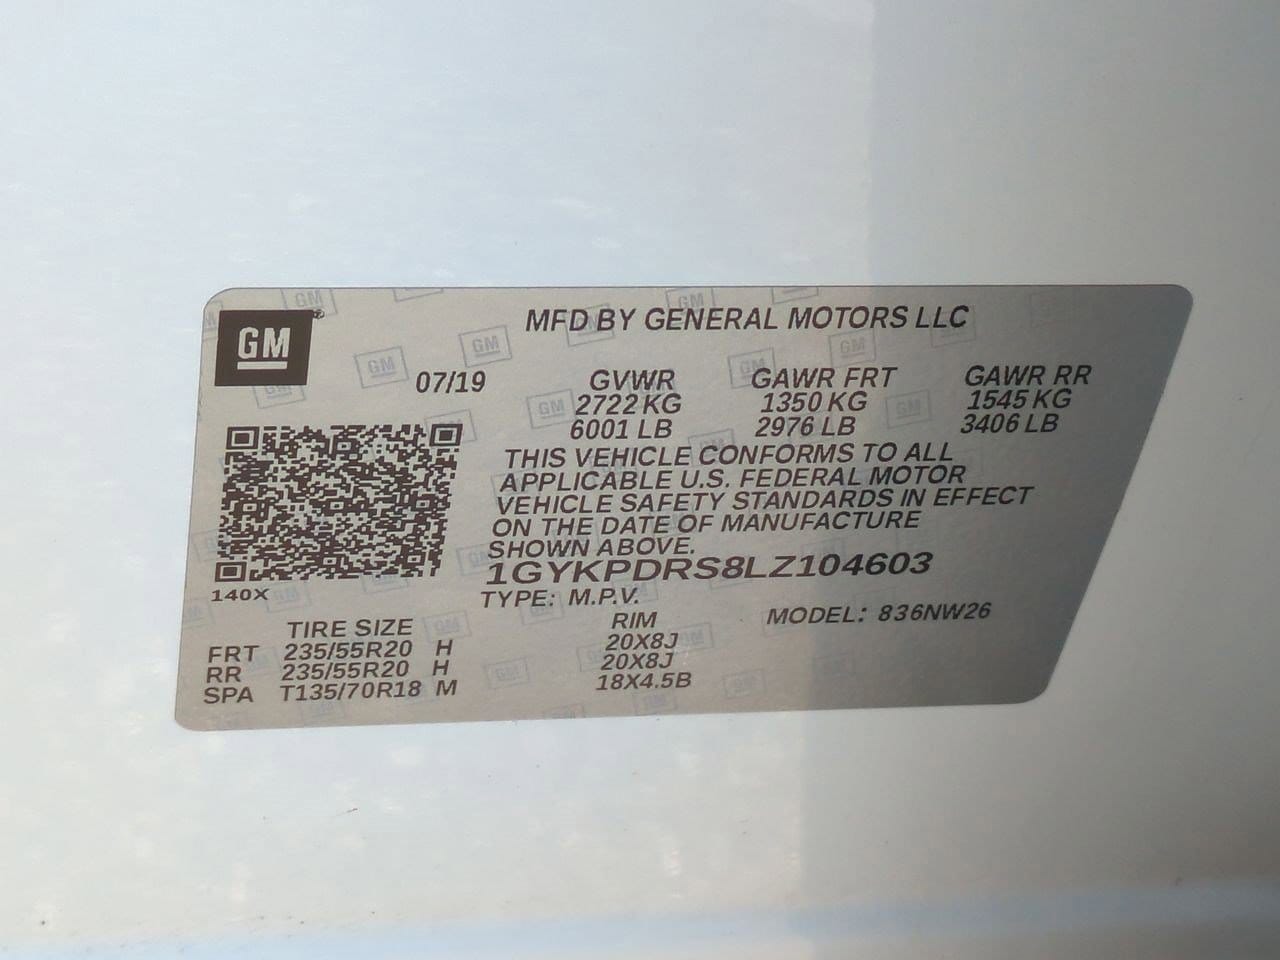 GM
MFD BY GENERAL MOTORS LLC
07/19 GVWR GAWR FRT GAWR RR
2722 KG 1350 KG 1545 KG
6001 LB 2976 LB 3406 LB
THIS VEHICLE CONFORMS TO ALL
APPLICABLE U.S. FEDERAL MOTOR
VEHICLE SAFETY STANDARDS IN EFFECT
ON THE DATE OF MANUFACTURE
SHOWN ABOVE.
1GYKPDRS8LZ104603
140X
TYPE: M.P.V. MODEL: 836NW26
TIRE SIZE RIM
FRT 235/55R20 H 20X8J
RR 235/55R20 H 20X8J
SPA T135/70R18 M 18X4.5B